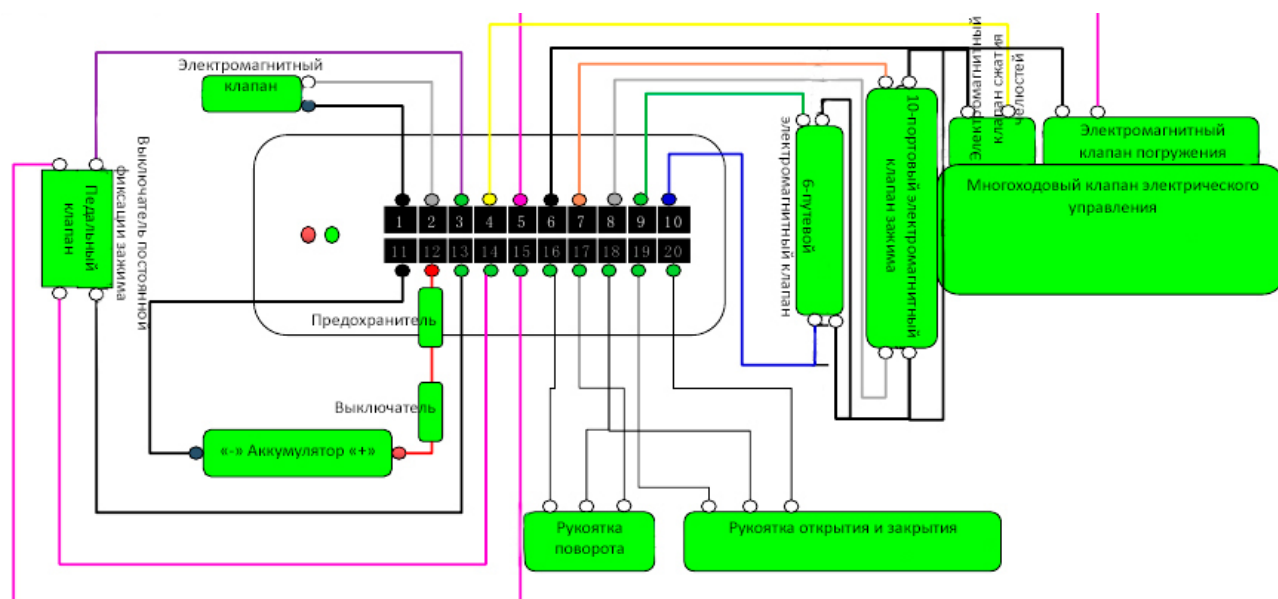 Электромагнитный
клапан
Педальный
клапан
Выключатель постоянной
фиксации зажима
1 2 3 4 5 6 7 8 9 10
11 12 13 14 15 16 17 18 19 20
Предохранитель
Выключатель
«-» Аккумулятор «+»
6-путевой
электромагнитный клапан
10-портовый электромагнитный
клапан зажима
Электромагнитный
клапан сжатия
челюстей
Электромагнитный
клапан погружения
Многоходовый клапан электрического
управления
Рукоятка
поворота
Рукоятка открытия и закрытия